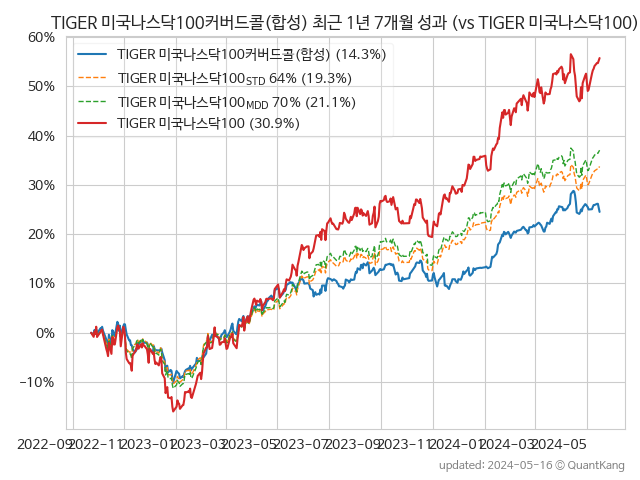 TIGER 미국나스닥100커버드콜(합성) 최근 1년 7개월 성과 (vs TIGER 미국나스닥100)
60%
50%
40%
30%
20%
10%
0%
−10%
TIGER 미국나스닥100커버드콜(합성) (14.3%)
TIGER 미국나스닥100STD 64% (19.3%)
TIGER 미국나스닥100MDD 70% (21.1%)
TIGER 미국나스닥100 (30.9%)
2022-09 2022-11 2023-01 2023-03 2023-05 2023-07 2023-09 2023-11 2024-01 2024-03 2024-05
updated: 2024-05-16 © QuantKang